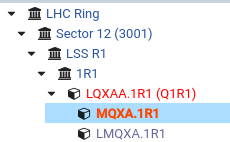 LHC Ring
Sector 12 (3001)
LSS R1
1R1
LQXAA.1R1 (Q1R1)
MQXA.1R1
LMQXA.1R1